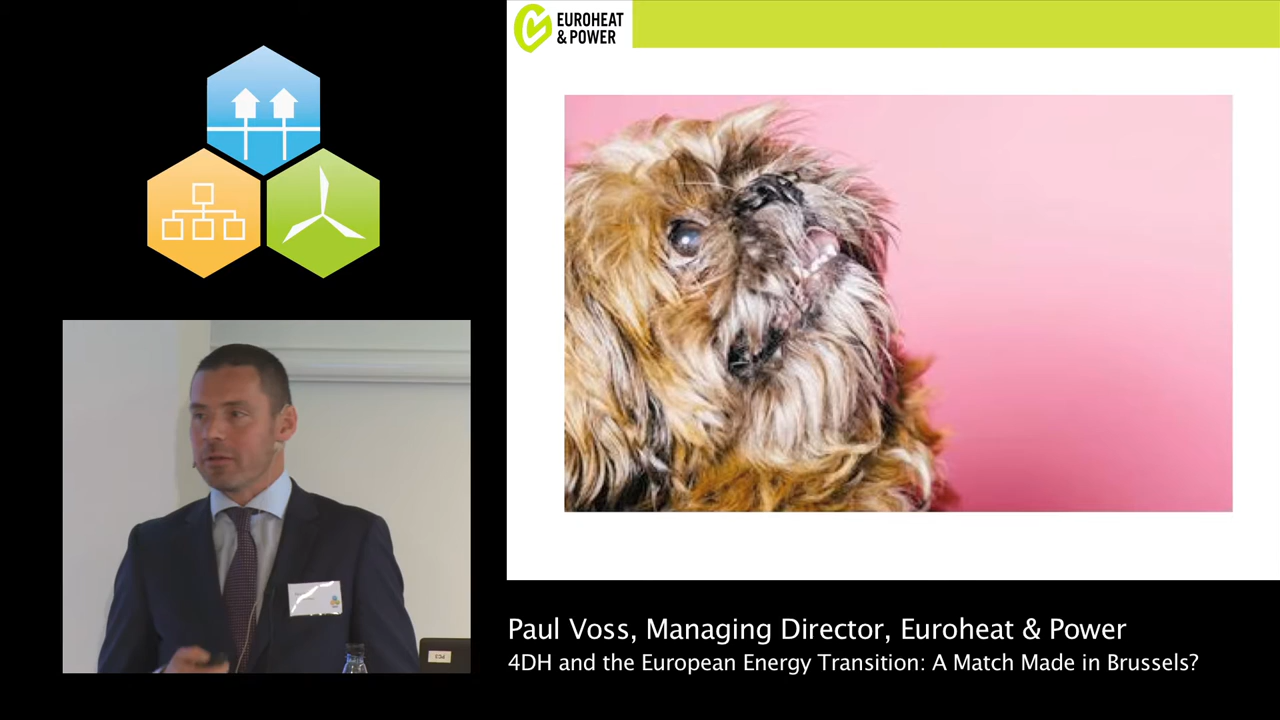 EUROHEAT
& POWER
Paul Voss, Managing Director, Euroheat & Power
4DH and the European Energy Transition: A Match Made in Brussels?